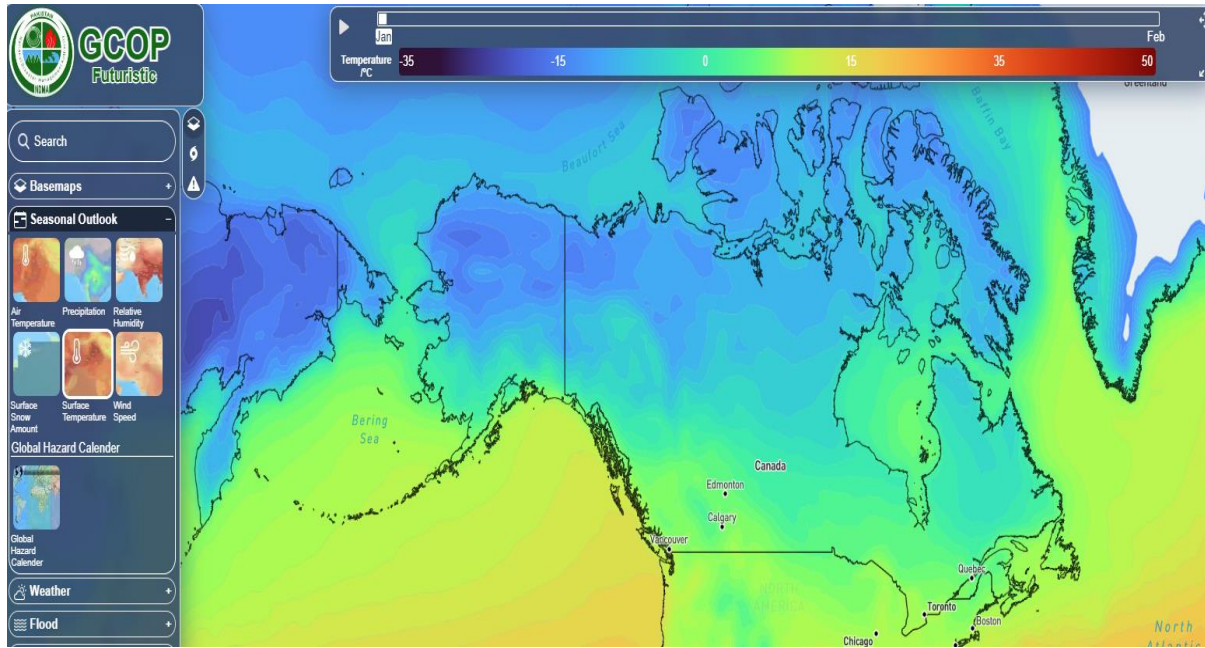 PAKISTAN
NDMA
GCOP
Futuristic
Search
Basemaps +
Seasonal Outlook −
Air
Temperature
Precipitation
Relative
Humidity
Surface
Snow
Amount
Surface
Temperature
Wind
Speed
Global Hazard Calender
Global
Hazard
Calender
Weather +
Flood +
Jan
Feb
Temperature
/°C
-35
-15
0
15
35
50
Greenland
Beaufort Sea
Baffin Bay
Bering
Sea
Canada
Edmonton
Calgary
Vancouver
NORTH
AMERICA
Quebec
Toronto
Boston
Chicago
North
Atlantic